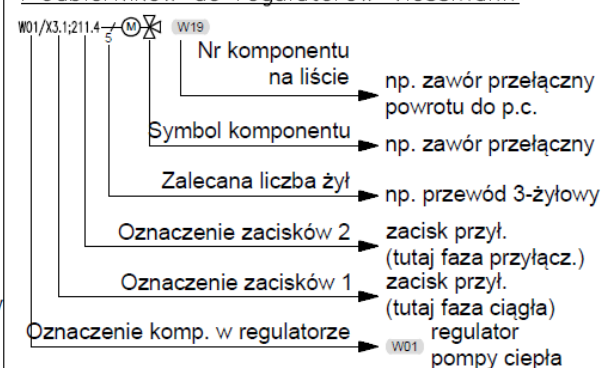 W01/X3.1;211.4 5 M W19
Nr komponentu
na liście
np. zawór przełączny
powrotu do p.c.
Symbol komponentu
np. zawór przełączny
Zalecana liczba żył
np. przewód 3-żyłowy
Oznaczenie zacisków 2
zacisk przył.
(tutaj faza przyłącz.)
Oznaczenie zacisków 1
zacisk przył.
(tutaj faza ciągła)
Oznaczenie komp. w regulatorze
W01 regulator
pompy ciepła